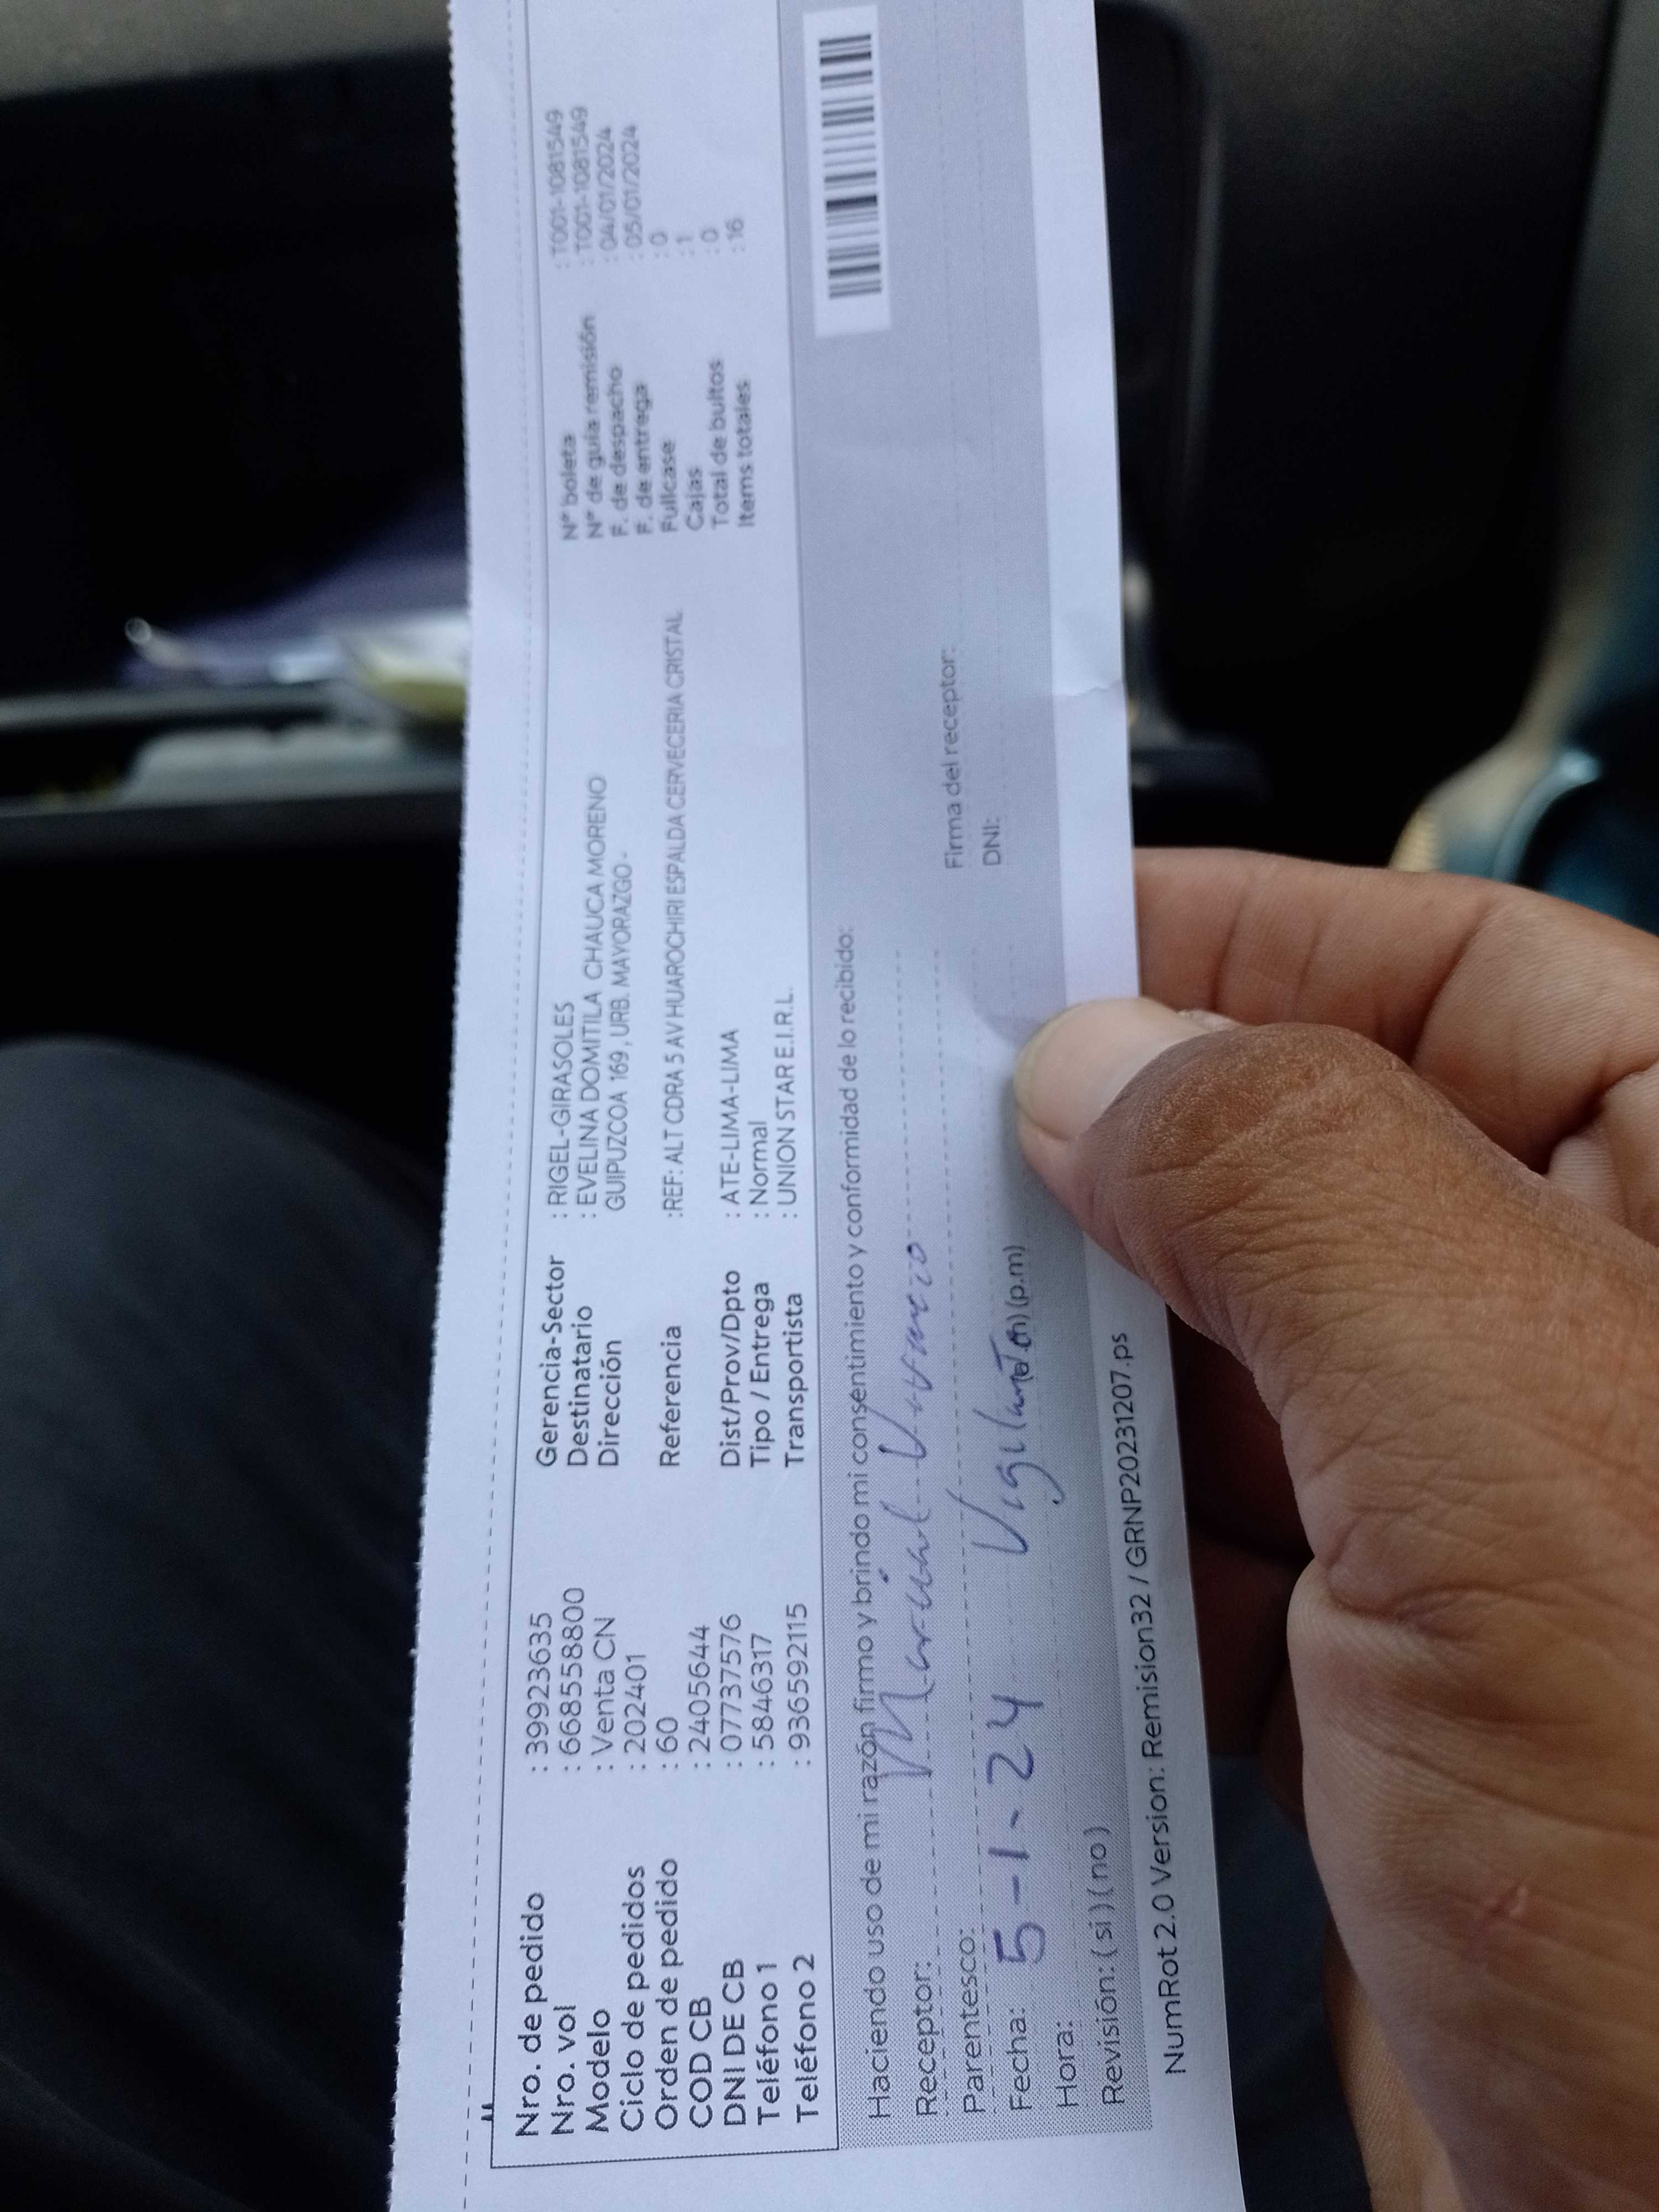 Nro. de pedido : 39923635
Nro. vol : 668558800
Modelo : Venta CN
Ciclo de pedidos : 202401
Orden de pedido : 60
COD CB : 2405644
DNI DE CB : 07737576
Teléfono 1 : 5846317
Teléfono 2 : 936592115
Gerencia-Sector : RIGEL-GIRASOLES
Destinatario : EVELINA DOMITILA CHAUCA MORENO
Dirección GUIPUZCOA 169, URB. MAYORAZGO-
Referencia :REF: ALT CDRA 5 AV HUAROCHIRI ESPALDA CERVECERIA CRISTAL
Dist/Prov/Dpto : ATE-LIMA-LIMA
Tipo / Entrega : Normal
Transportista : UNION STAR E.I.R.L.
N° boleta : T001-1081549
N° de guía remisión : T001-1081549
F. de despacho : 04/01/2024
F. de entrega : 05/01/2024
Fullcase : 0
Cajas : 1
Total de bultos : 0
Items totales : 16
Haciendo uso de mi razón firmo y brindo mi consentimiento y conformidad de lo recibido:
Receptor:
Parentesco:
Fecha: 5-1-24 Vigilante
Hora: (p.m)
Revisión: ( si ) ( no )
Firma del receptor:
DNI:
NumRot 2.0 Version: Remision32 / GRNP20231207.ps